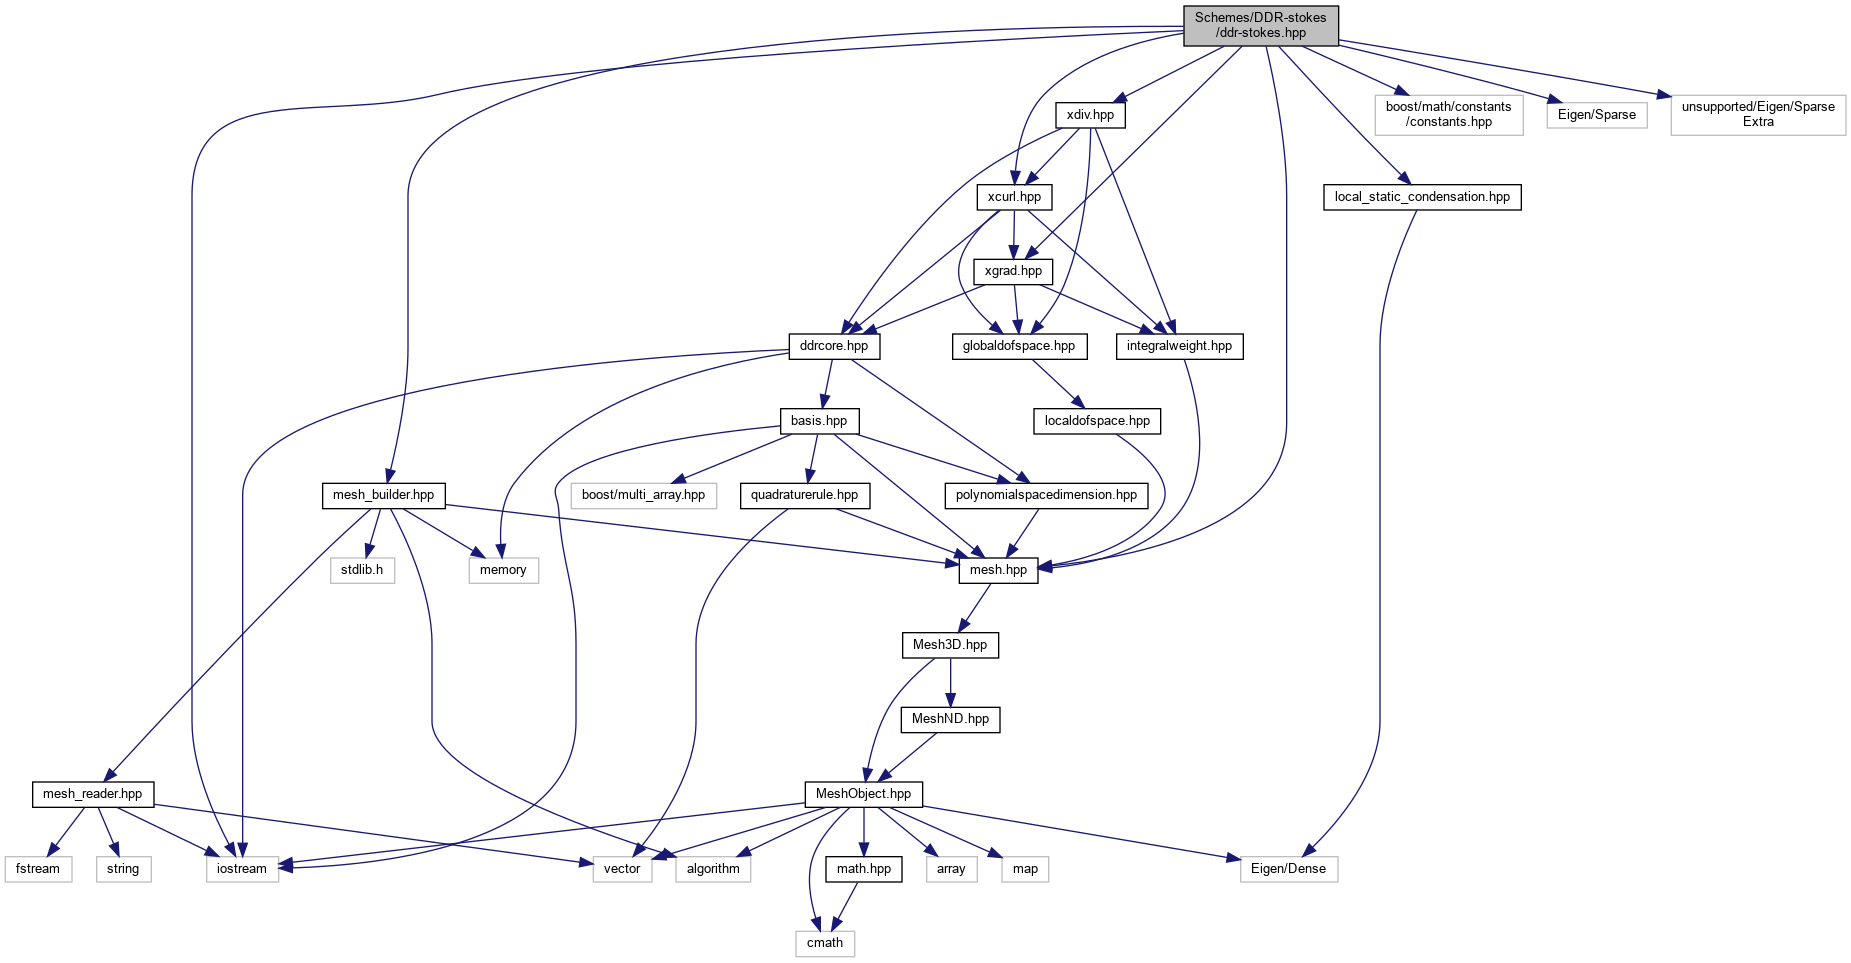 Schemes/DDR-stokes
/ddr-stokes.hpp
xdiv.hpp
boost/math/constants
/constants.hpp
Eigen/Sparse
unsupported/Eigen/Sparse
Extra
xcurl.hpp
local_static_condensation.hpp
xgrad.hpp
ddrcore.hpp
globaldofspace.hpp
integralweight.hpp
basis.hpp
localdofspace.hpp
mesh_builder.hpp
boost/multi_array.hpp
quadraturerule.hpp
polynomialspacedimension.hpp
stdlib.h
memory
mesh.hpp
Mesh3D.hpp
MeshND.hpp
mesh_reader.hpp
MeshObject.hpp
fstream
string
iostream
vector
algorithm
math.hpp
array
map
Eigen/Dense
cmath